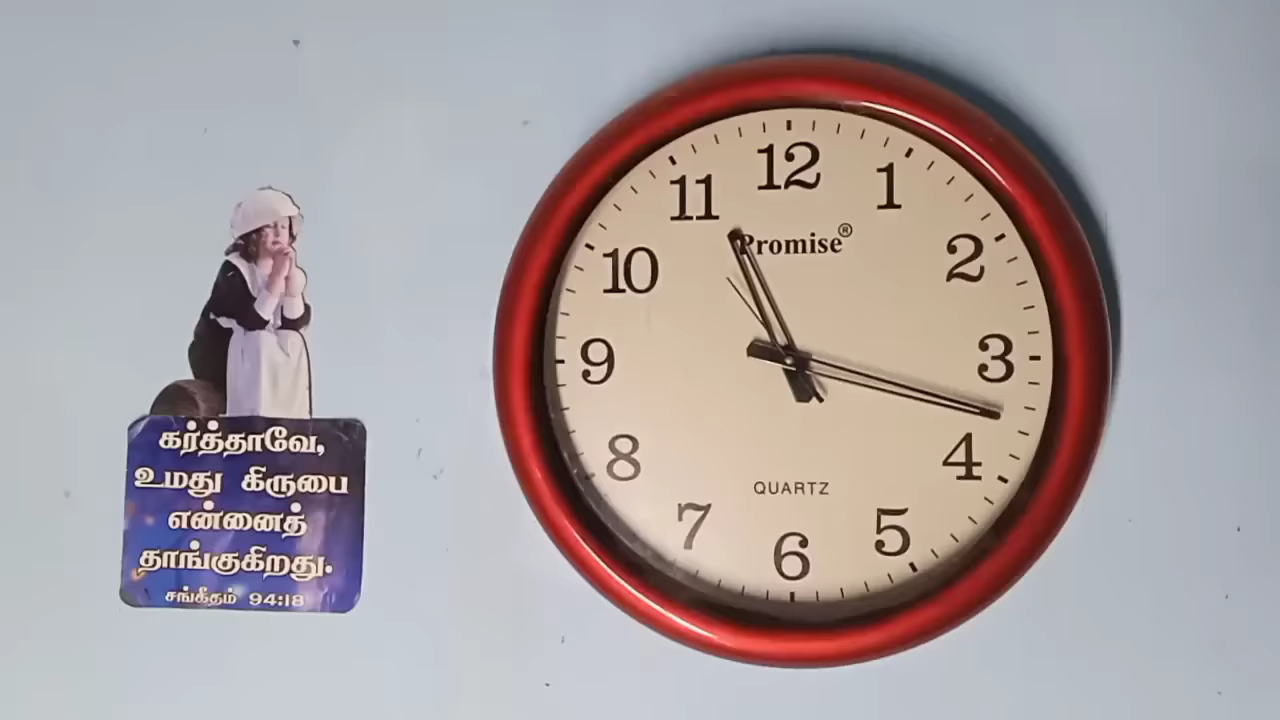 கர்த்தாவே,
உமது கிருபை
என்னைத்
தாங்குகிறது.
சங்கீதம் 94:18
12
11
1
Promise®
10
2
9
3
8
4
QUARTZ
7
5
6